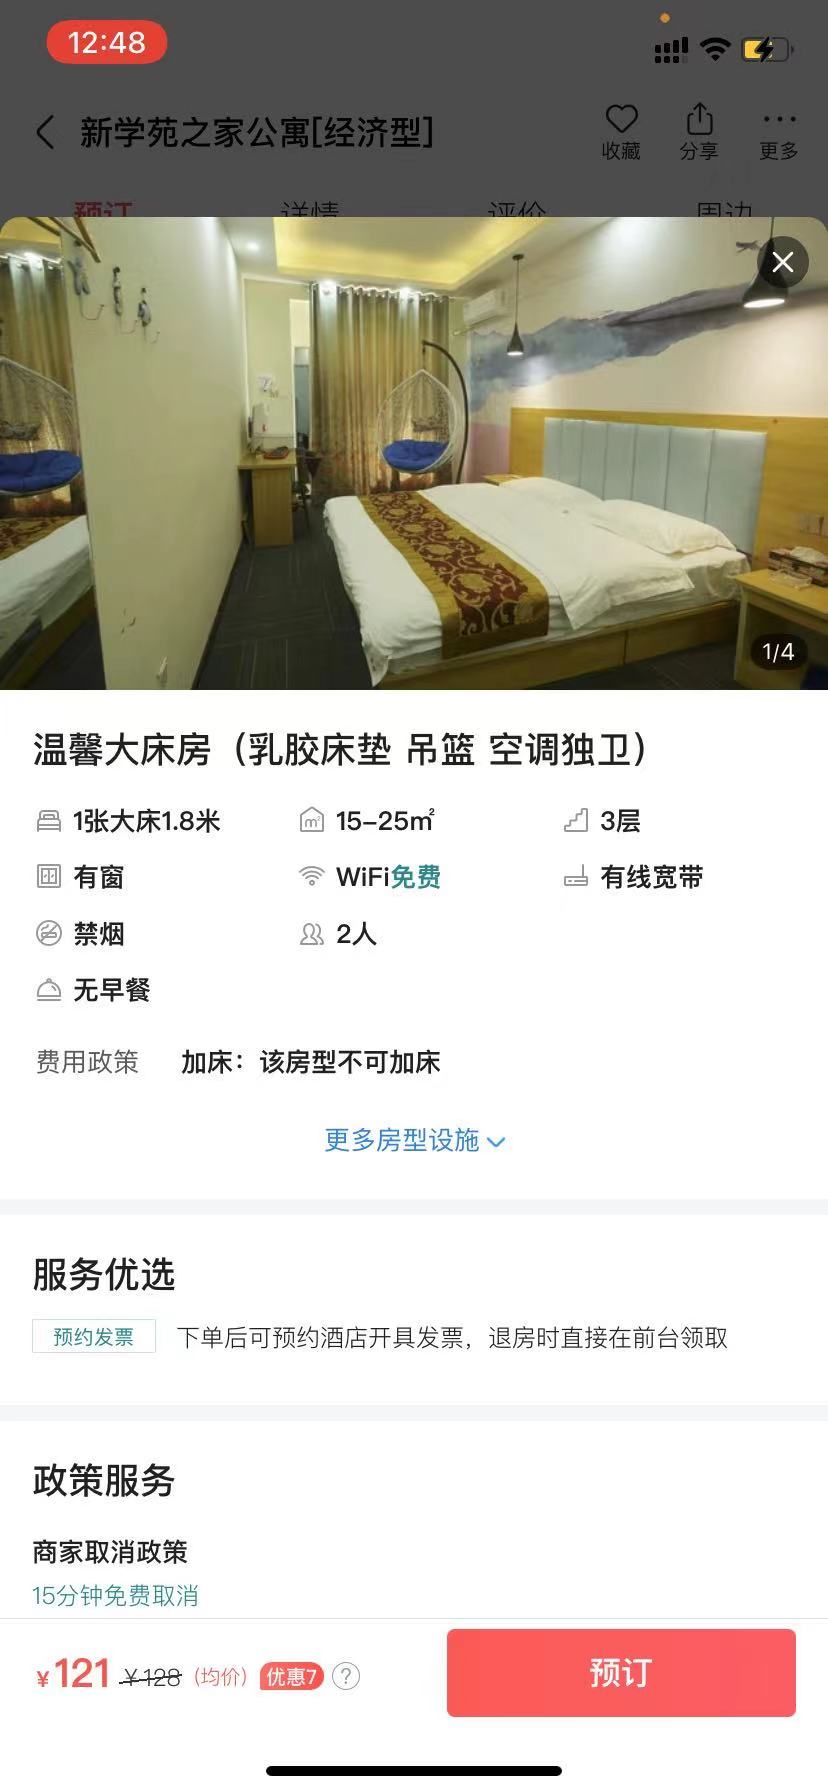 12:48
新学苑之家公寓[经济型]
收藏
分享
更多
预订
详情
评价
周边
1/4
温馨大床房（乳胶床垫 吊篮 空调独卫）
1张大床1.8米
15-25㎡
3层
有窗
WiFi免费
有线宽带
禁烟
2人
无早餐
费用政策 加床：该房型不可加床
更多房型设施
服务优选
预约发票 下单后可预约酒店开具发票，退房时直接在前台领取
政策服务
商家取消政策
15分钟免费取消
¥121 ¥128 (均价) 优惠7 ?
预订